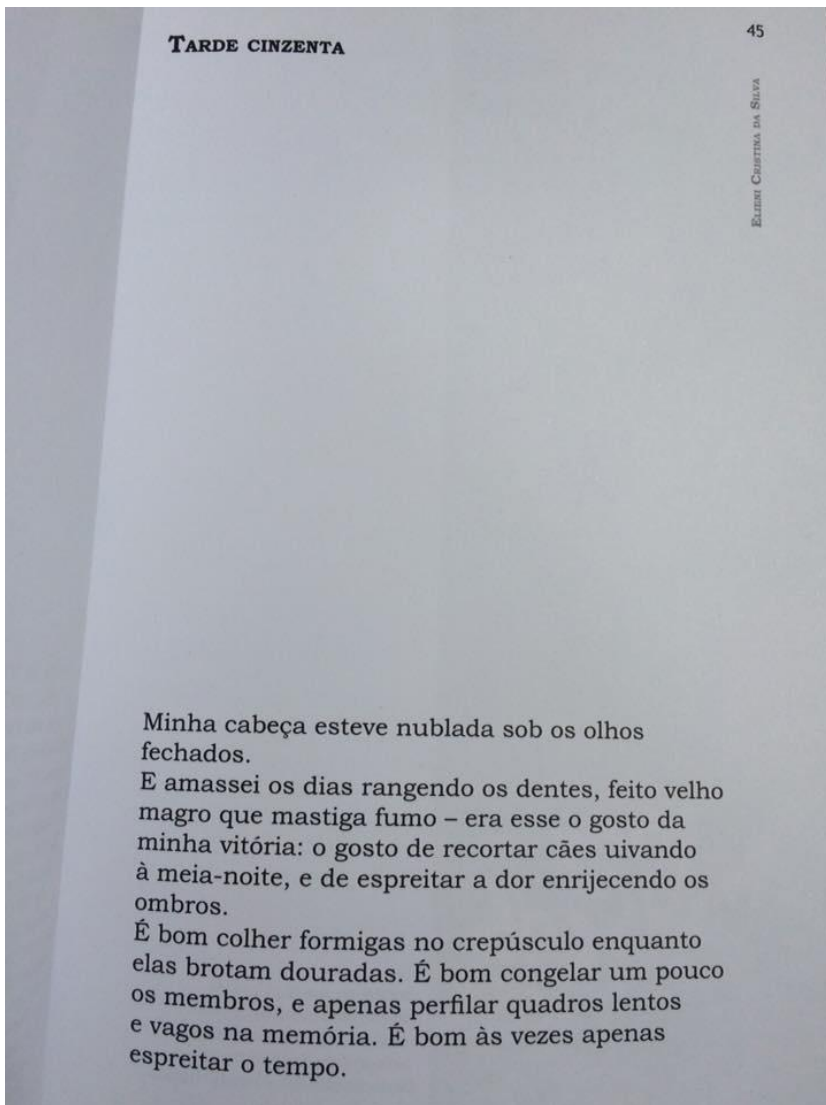 TARDE CINZENTA
45
ELIENI CRISTINA DA SILVA
Minha cabeça esteve nublada sob os olhos
fechados.
E amassei os dias rangendo os dentes, feito velho
magro que mastiga fumo – era esse o gosto da
minha vitória: o gosto de recortar cães uivando
à meia-noite, e de espreitar a dor enrijecendo os
ombros.
É bom colher formigas no crepúsculo enquanto
elas brotam douradas. É bom congelar um pouco
os membros, e apenas perfilar quadros lentos
e vagos na memória. É bom às vezes apenas
espreitar o tempo.